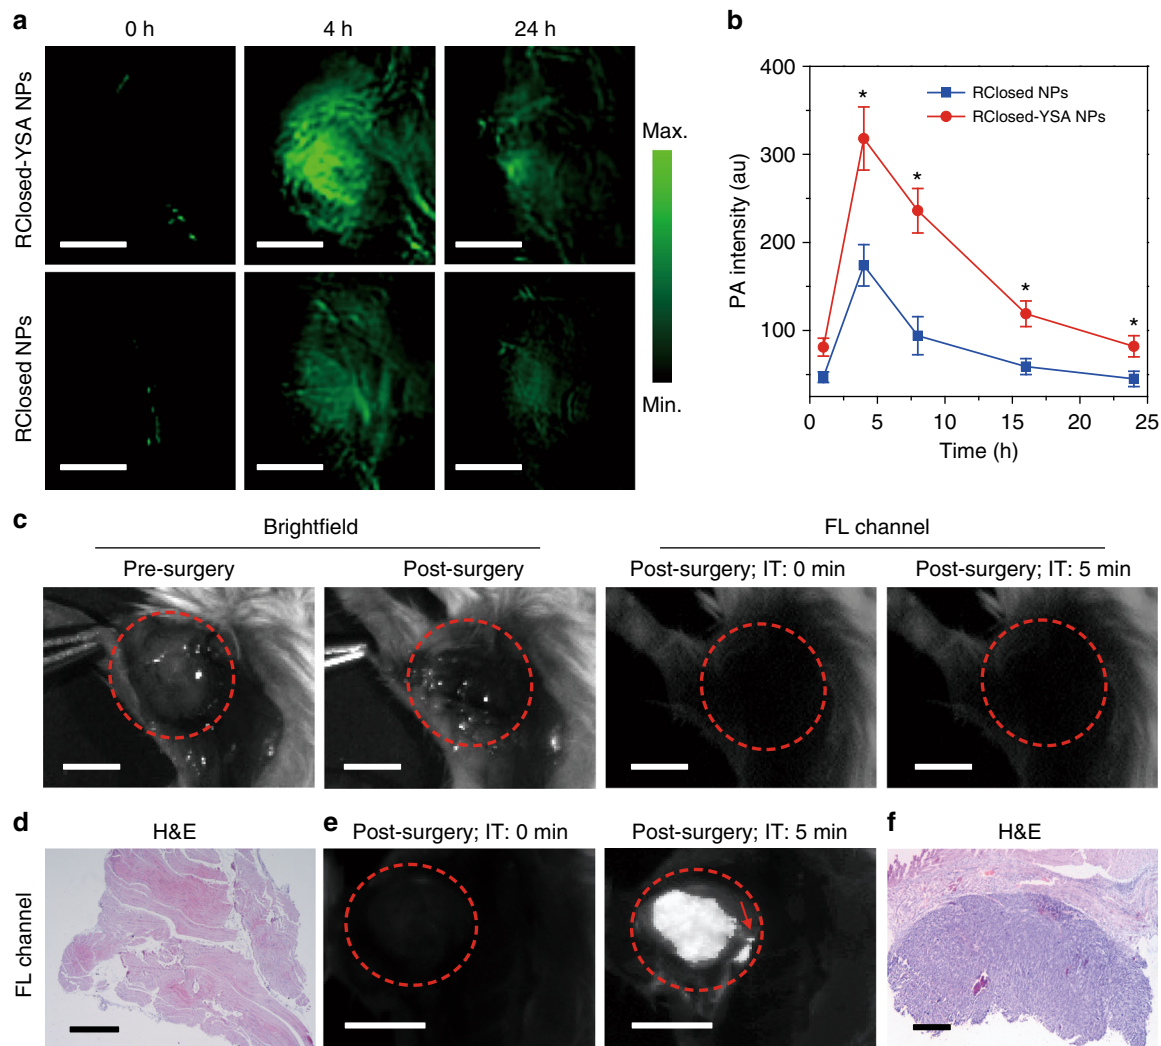 a
0 h
4 h
24 h
RClosed-YSA NPs
RClosed NPs
Max.
Min.
b
400
300
200
100
PA intensity (au)
RClosed NPs
RClosed-YSA NPs
*
*
*
*
0
5
10
15
20
25
Time (h)
c
Brightfield
FL channel
Pre-surgery
Post-surgery
Post-surgery; IT: 0 min
Post-surgery; IT: 5 min
d
H&E
FL channel
e
Post-surgery; IT: 0 min
Post-surgery; IT: 5 min
f
H&E